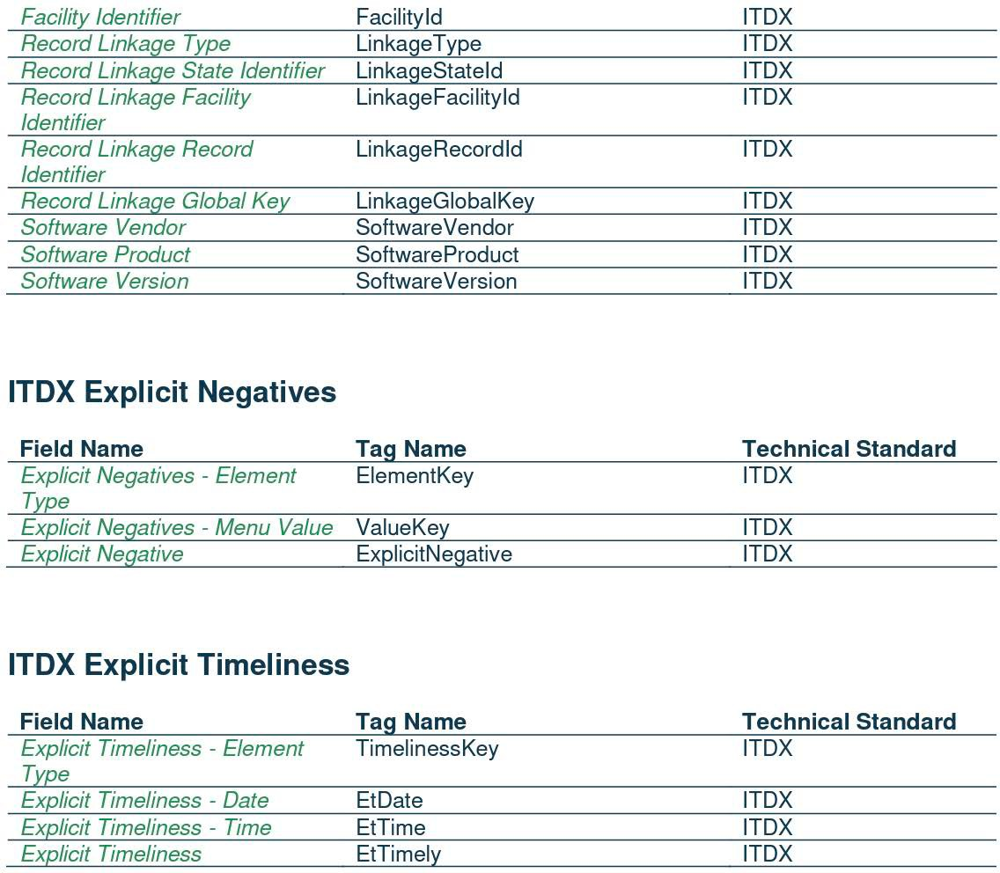 Facility Identifier FacilityId ITDX
Record Linkage Type LinkageType ITDX
Record Linkage State Identifier LinkageStateId ITDX
Record Linkage Facility LinkageFacilityId ITDX
Identifier
Record Linkage Record LinkageRecordId ITDX
Identifier
Record Linkage Global Key LinkageGlobalKey ITDX
Software Vendor SoftwareVendor ITDX
Software Product SoftwareProduct ITDX
Software Version SoftwareVersion ITDX
ITDX Explicit Negatives
Field Name Tag Name Technical Standard
Explicit Negatives - Element ElementKey ITDX
Type
Explicit Negatives - Menu Value ValueKey ITDX
Explicit Negative ExplicitNegative ITDX
ITDX Explicit Timeliness
Field Name Tag Name Technical Standard
Explicit Timeliness - Element TimelinessKey ITDX
Type
Explicit Timeliness - Date EtDate ITDX
Explicit Timeliness - Time EtTime ITDX
Explicit Timeliness EtTimely ITDX